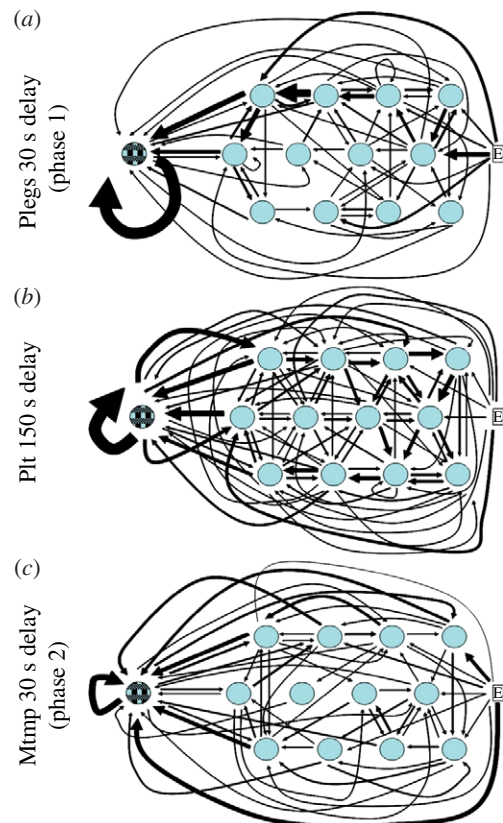 (a)
Plegs 30 s delay
(phase 1)
E
(b)
Plt 150 s delay
E
(c)
Mtmp 30 s delay
(phase 2)
E